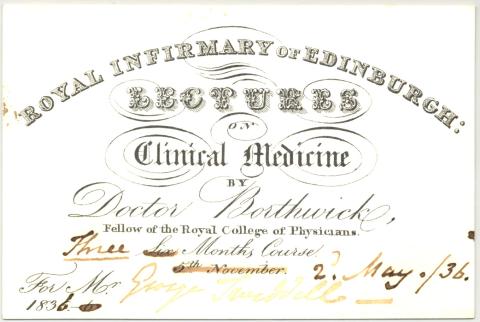 ROYAL INFIRMARY OF EDINBURGH:
LECTURES
ON
Clinical Medicine
BY
Doctor Borthwick,
Fellow of the Royal College of Physicians.
Three Six Months Course.
5th November. 2d May. /36.
For Mr. George
1836